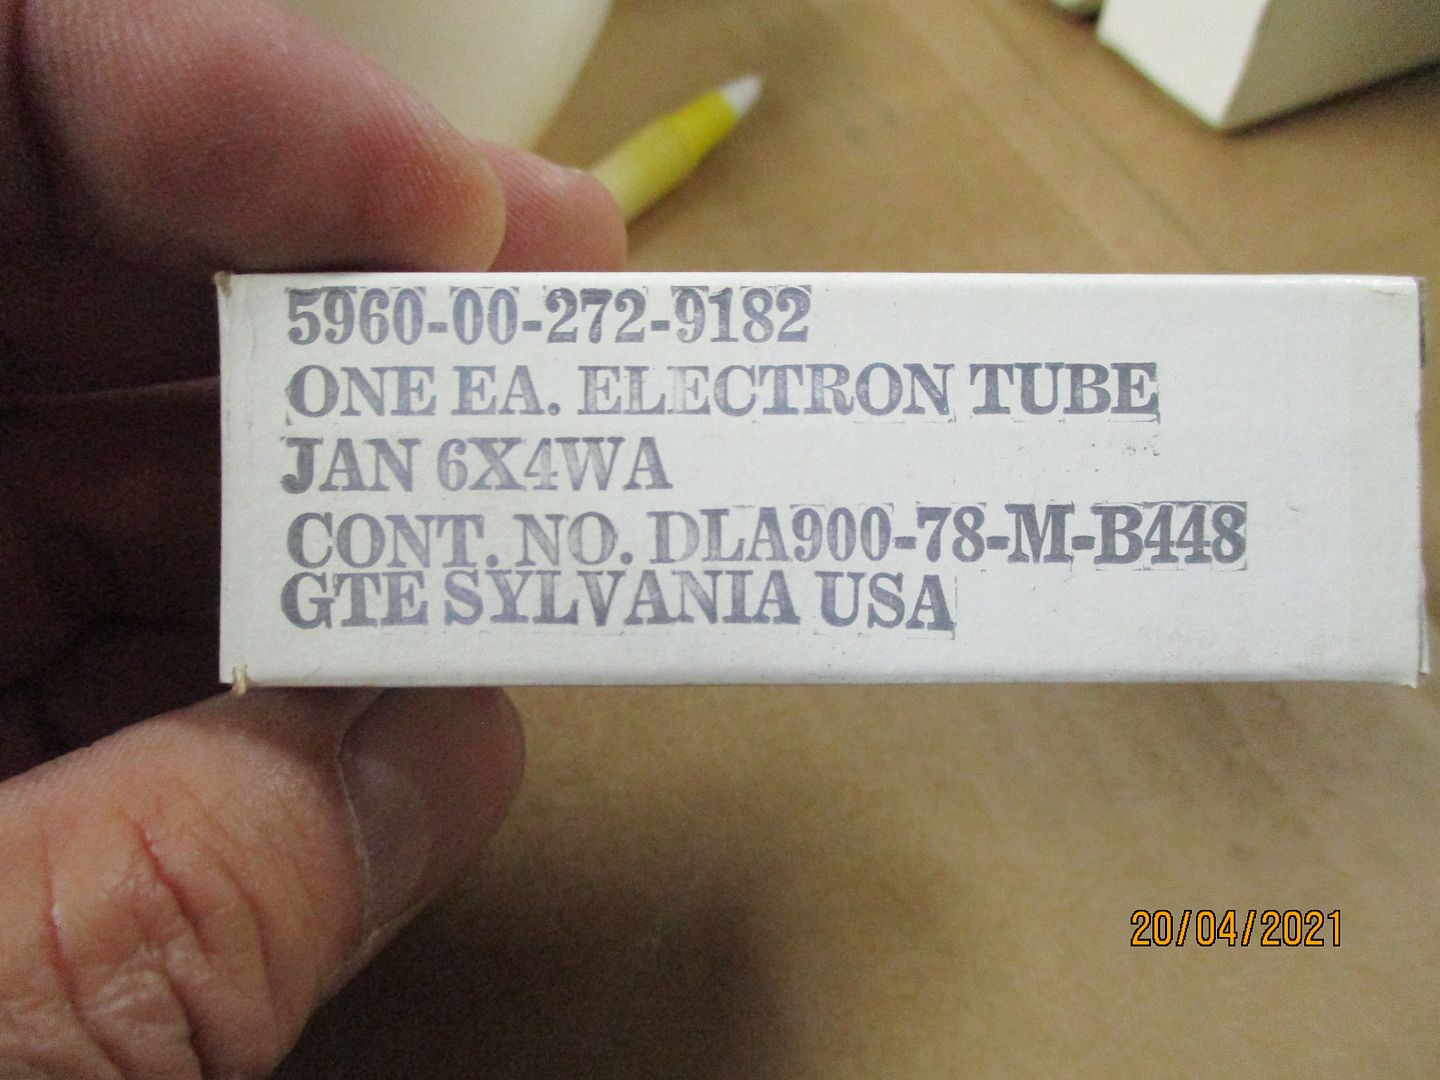 5960-00-272-9182
ONE EA. ELECTRON TUBE
JAN 6X4WA
CONT. NO. DLA900-78-M-B448
GTE SYLVANIA USA
20/04/2021